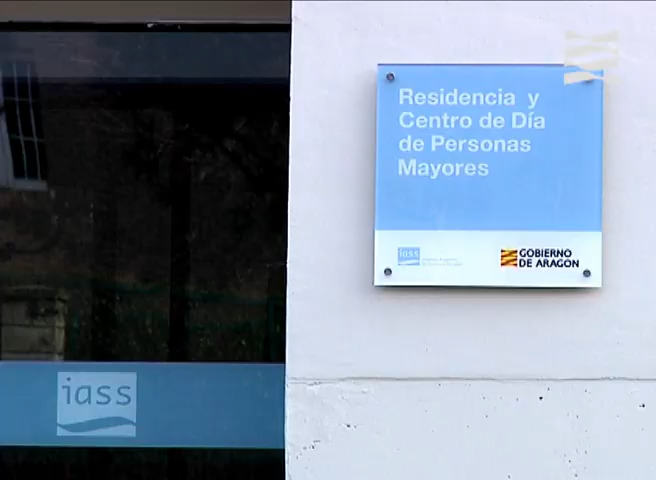 Residencia y
Centro de Día
de Personas
Mayores
iass
GOBIERNO
DE ARAGON
iass